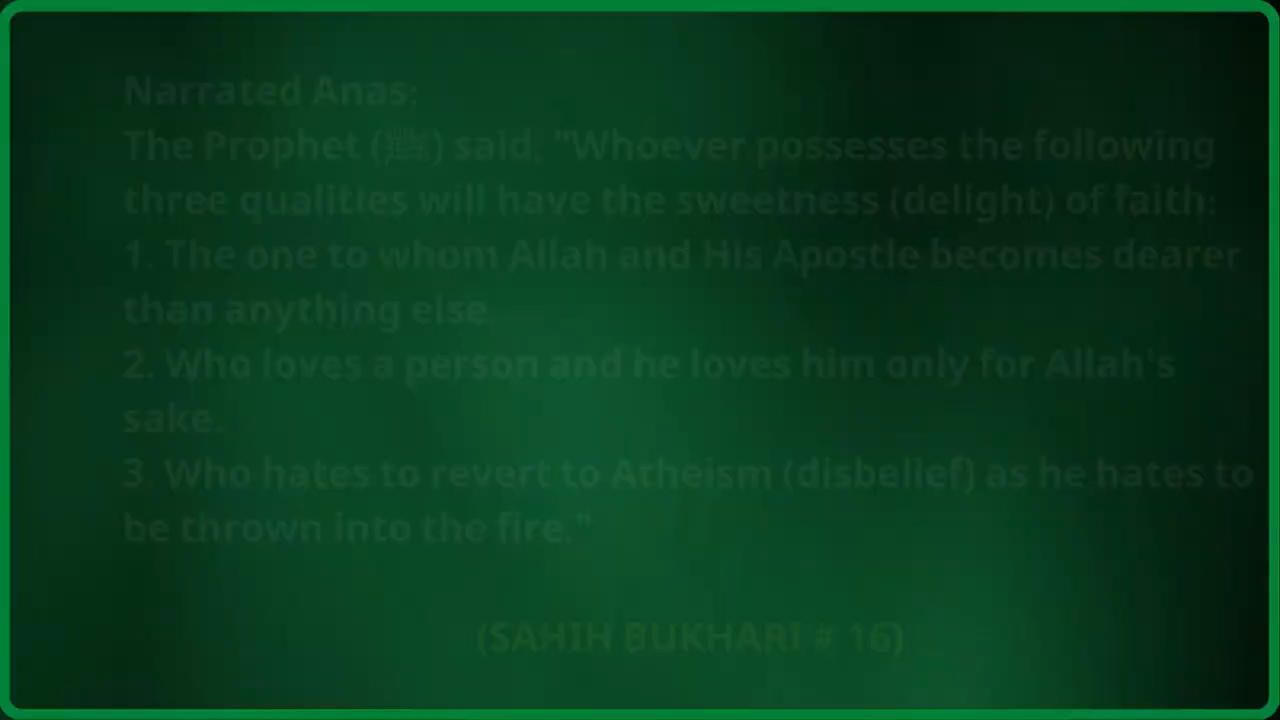 Narrated Anas:
The Prophet (ﷺ) said, "Whoever possesses the following
three qualities will have the sweetness (delight) of faith:
1. The one to whom Allah and His Apostle becomes dearer
than anything else.
2. Who loves a person and he loves him only for Allah's
sake.
3. Who hates to revert to Atheism (disbelief) as he hates to
be thrown into the fire."
(SAHIH BUKHARI # 16)